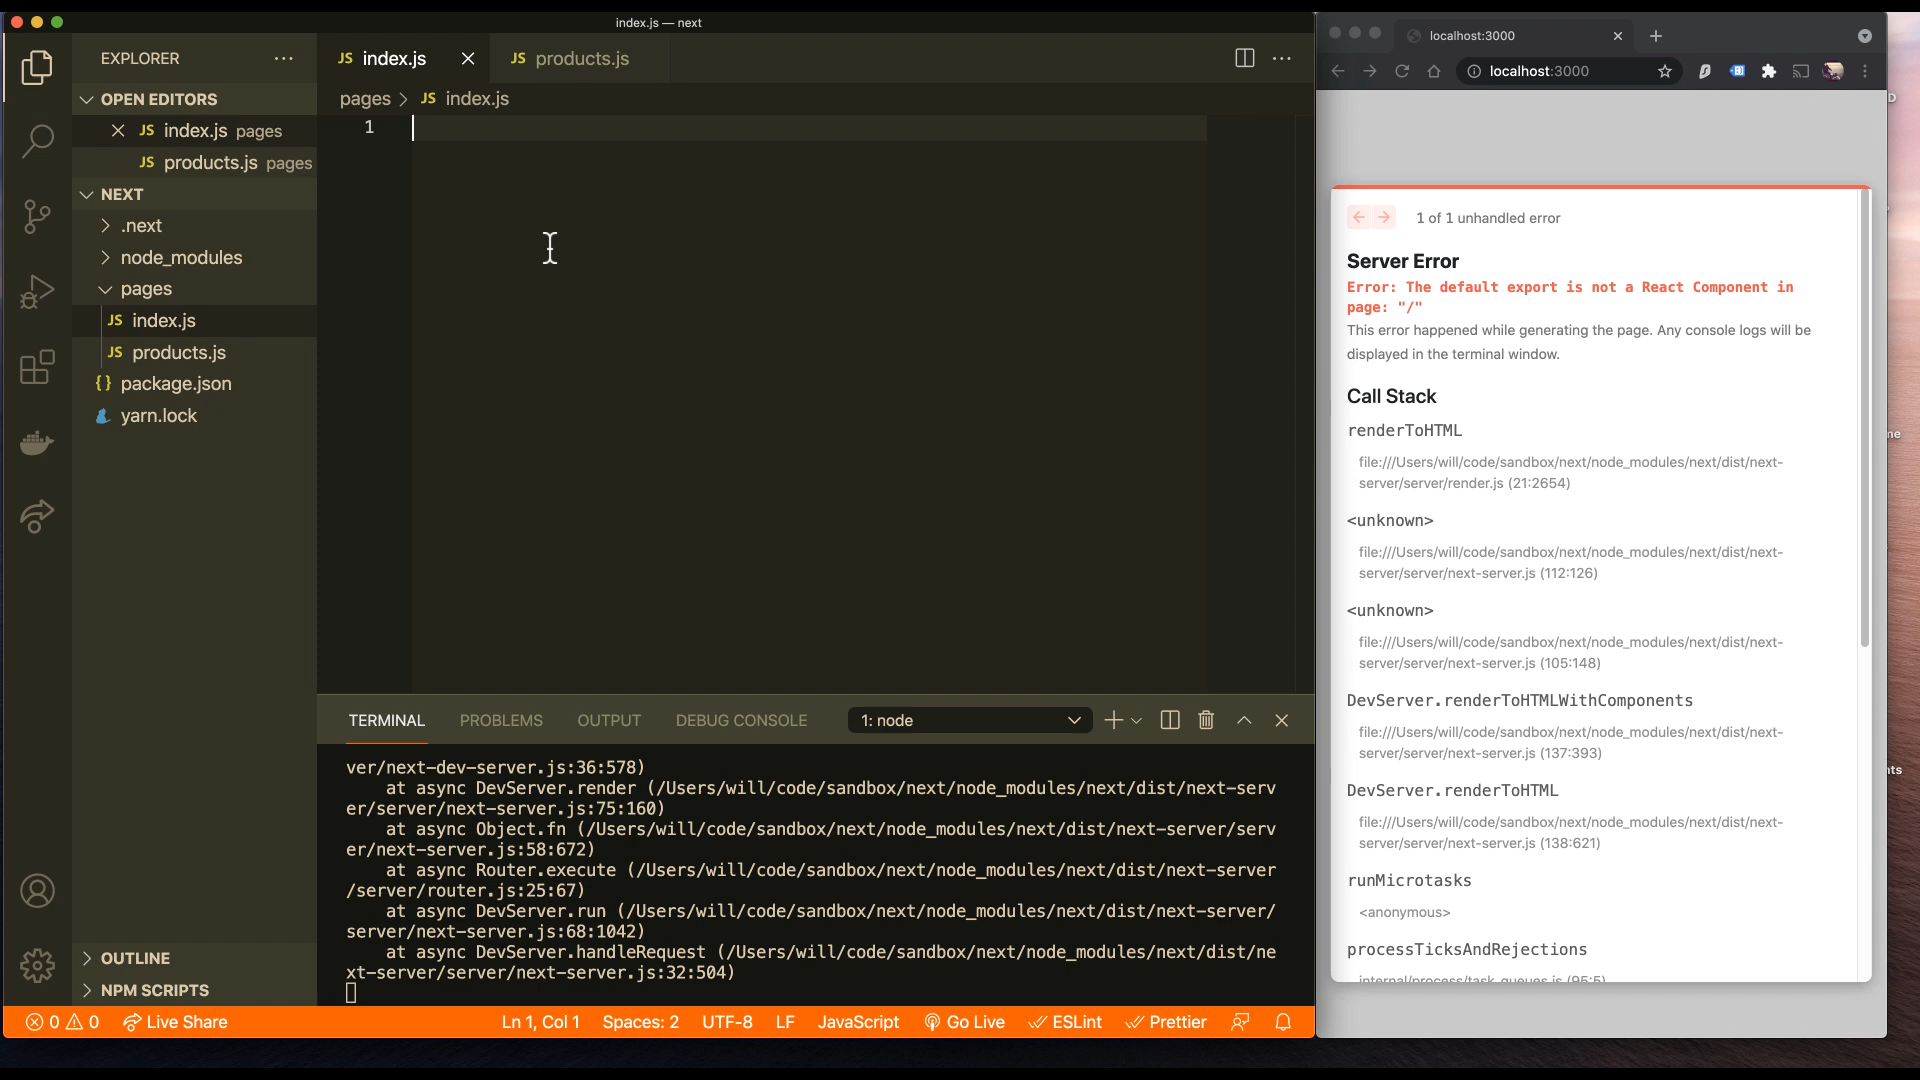 index.js — next
EXPLORER
OPEN EDITORS
JS index.js pages
JS products.js pages
NEXT
.next
node_modules
pages
JS index.js
JS products.js
{} package.json
yarn.lock
OUTLINE
NPM SCRIPTS
JS index.js
JS products.js
pages > JS index.js
1
TERMINAL
PROBLEMS
OUTPUT
DEBUG CONSOLE
1: node
ver/next-dev-server.js:36:578)
at async DevServer.render (/Users/will/code/sandbox/next/node_modules/next/dist/next-serv
er/server/next-server.js:75:160)
at async Object.fn (/Users/will/code/sandbox/next/node_modules/next/dist/next-server/serv
er/next-server.js:58:672)
at async Router.execute (/Users/will/code/sandbox/next/node_modules/next/dist/next-server
/server/router.js:25:67)
at async DevServer.run (/Users/will/code/sandbox/next/node_modules/next/dist/next-server/
server/next-server.js:68:1042)
at async DevServer.handleRequest (/Users/will/code/sandbox/next/node_modules/next/dist/ne
xt-server/server/next-server.js:32:504)
0 0 Live Share
Ln 1, Col 1 Spaces: 2 UTF-8 LF JavaScript Go Live ESLint Prettier
localhost:3000
localhost:3000
1 of 1 unhandled error
Server Error
Error: The default export is not a React Component in
page: "/"
This error happened while generating the page. Any console logs will be
displayed in the terminal window.
Call Stack
renderToHTML
file:///Users/will/code/sandbox/next/node_modules/next/dist/next-
server/server/render.js (21:2654)
<unknown>
file:///Users/will/code/sandbox/next/node_modules/next/dist/next-
server/server/next-server.js (112:126)
<unknown>
file:///Users/will/code/sandbox/next/node_modules/next/dist/next-
server/server/next-server.js (105:148)
DevServer.renderToHTMLWithComponents
file:///Users/will/code/sandbox/next/node_modules/next/dist/next-
server/server/next-server.js (137:393)
DevServer.renderToHTML
file:///Users/will/code/sandbox/next/node_modules/next/dist/next-
server/server/next-server.js (138:621)
runMicrotasks
<anonymous>
processTicksAndRejections
internal/process/task_queues.js (95:5)